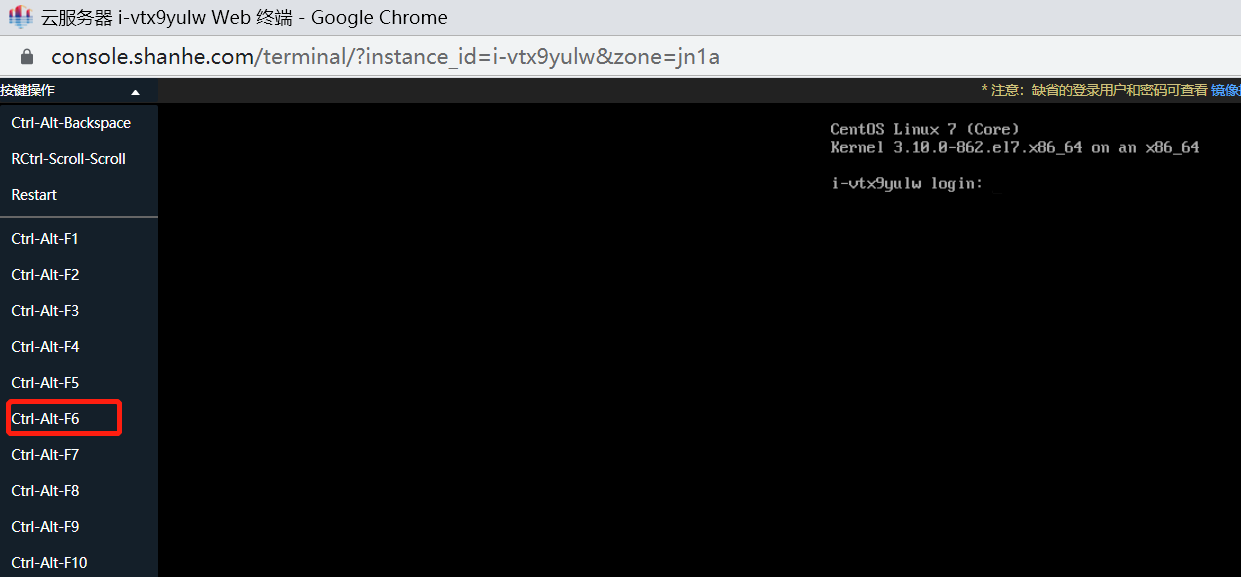 云服务器 i-vtx9yulw Web 终端 - Google Chrome
console.shanhe.com/terminal/?instance_id=i-vtx9yulw&zone=jn1a
按键操作
* 注意：缺省的登录用户和密码可查看 镜像
Ctrl-Alt-Backspace
RCtrl-Scroll-Scroll
Restart
Ctrl-Alt-F1
Ctrl-Alt-F2
Ctrl-Alt-F3
Ctrl-Alt-F4
Ctrl-Alt-F5
Ctrl-Alt-F6
Ctrl-Alt-F7
Ctrl-Alt-F8
Ctrl-Alt-F9
Ctrl-Alt-F10
CentOS Linux 7 (Core)
Kernel 3.10.0-862.el7.x86_64 on an x86_64
i-vtx9yulw login: